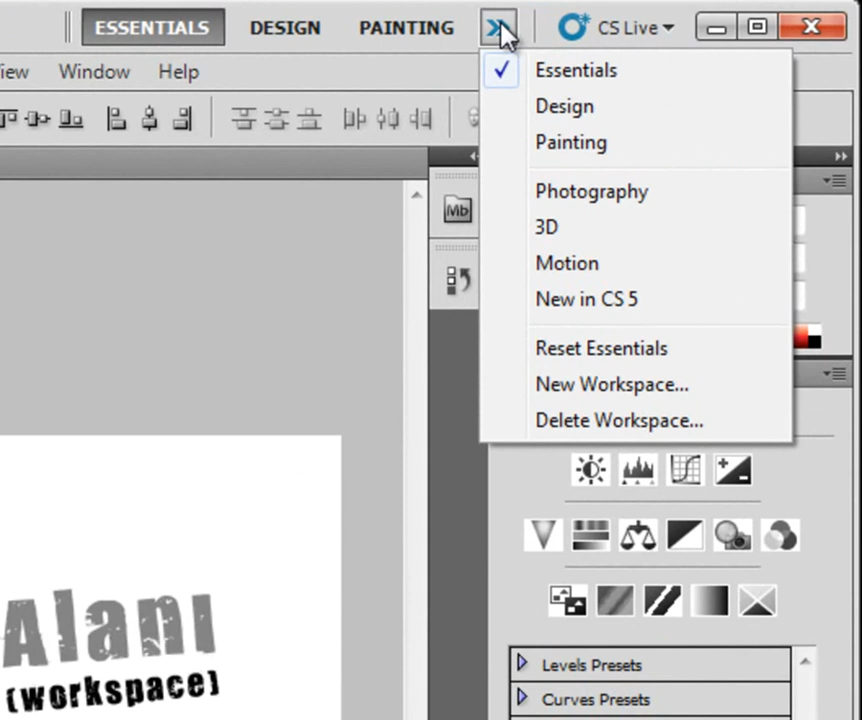 ESSENTIALS DESIGN PAINTING CS Live
iew Window Help
Essentials
Design
Painting
Mb
Photography
3D
Motion
New in CS 5
Reset Essentials
New Workspace...
Delete Workspace...
Alanı
(workspace)
Levels Presets
Curves Presets